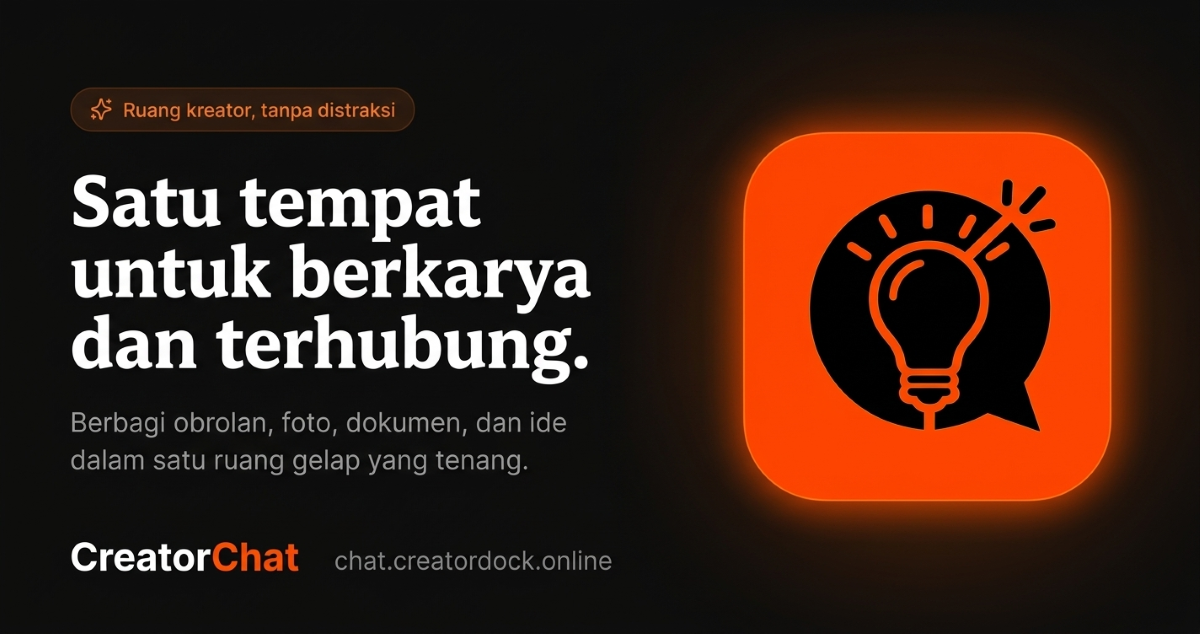 Ruang kreator, tanpa distraksi
Satu tempat
untuk berkarya
dan terhubung.
Berbagi obrolan, foto, dokumen, dan ide
dalam satu ruang gelap yang tenang.
CreatorChat chat.creatordock.online